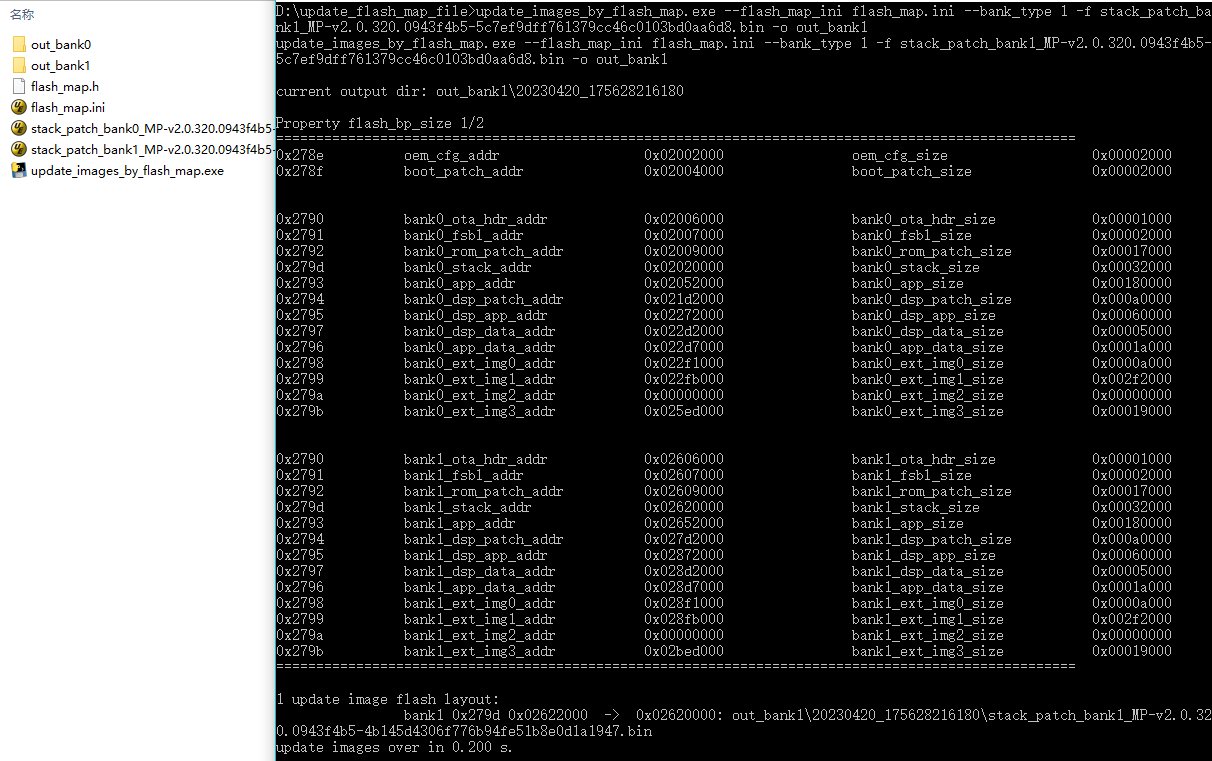 名称
out_bank0
out_bank1
flash_map.h
flash_map.ini
stack_patch_bank0_MP-v2.0.320.0943f4b5-
stack_patch_bank1_MP-v2.0.320.0943f4b5-
update_images_by_flash_map.exe
D:\update_flash_map_file>update_images_by_flash_map.exe --flash_map_ini flash_map.ini --bank_type 1 -f stack_patch_ba
nk1_MP-v2.0.320.0943f4b5-5c7ef9dff761379cc46c0103bd0aa6d8.bin -o out_bank1
update_images_by_flash_map.exe --flash_map_ini flash_map.ini --bank_type 1 -f stack_patch_bank1_MP-v2.0.320.0943f4b5-
5c7ef9dff761379cc46c0103bd0aa6d8.bin -o out_bank1
current output dir: out_bank1\20230420_175628216180
Property flash_bp_size 1/2
====================================================================================================
0x278e oem_cfg_addr 0x02002000 oem_cfg_size 0x00002000
0x278f boot_patch_addr 0x02004000 boot_patch_size 0x00002000
0x2790 bank0_ota_hdr_addr 0x02006000 bank0_ota_hdr_size 0x00001000
0x2791 bank0_fsbl_addr 0x02007000 bank0_fsbl_size 0x00002000
0x2792 bank0_rom_patch_addr 0x02009000 bank0_rom_patch_size 0x00017000
0x279d bank0_stack_addr 0x02020000 bank0_stack_size 0x00032000
0x2793 bank0_app_addr 0x02052000 bank0_app_size 0x00180000
0x2794 bank0_dsp_patch_addr 0x021d2000 bank0_dsp_patch_size 0x000a0000
0x2795 bank0_dsp_app_addr 0x02272000 bank0_dsp_app_size 0x00060000
0x2797 bank0_dsp_data_addr 0x022d2000 bank0_dsp_data_size 0x00005000
0x2796 bank0_app_data_addr 0x022d7000 bank0_app_data_size 0x0001a000
0x2798 bank0_ext_img0_addr 0x022f1000 bank0_ext_img0_size 0x0000a000
0x2799 bank0_ext_img1_addr 0x022fb000 bank0_ext_img1_size 0x002f2000
0x279a bank0_ext_img2_addr 0x00000000 bank0_ext_img2_size 0x00000000
0x279b bank0_ext_img3_addr 0x025ed000 bank0_ext_img3_size 0x00019000
0x2790 bank1_ota_hdr_addr 0x02606000 bank1_ota_hdr_size 0x00001000
0x2791 bank1_fsbl_addr 0x02607000 bank1_fsbl_size 0x00002000
0x2792 bank1_rom_patch_addr 0x02609000 bank1_rom_patch_size 0x00017000
0x279d bank1_stack_addr 0x02620000 bank1_stack_size 0x00032000
0x2793 bank1_app_addr 0x02652000 bank1_app_size 0x00180000
0x2794 bank1_dsp_patch_addr 0x027d2000 bank1_dsp_patch_size 0x000a0000
0x2795 bank1_dsp_app_addr 0x02872000 bank1_dsp_app_size 0x00060000
0x2797 bank1_dsp_data_addr 0x028d2000 bank1_dsp_data_size 0x00005000
0x2796 bank1_app_data_addr 0x028d7000 bank1_app_data_size 0x0001a000
0x2798 bank1_ext_img0_addr 0x028f1000 bank1_ext_img0_size 0x0000a000
0x2799 bank1_ext_img1_addr 0x028fb000 bank1_ext_img1_size 0x002f2000
0x279a bank1_ext_img2_addr 0x00000000 bank1_ext_img2_size 0x00000000
0x279b bank1_ext_img3_addr 0x02bed000 bank1_ext_img3_size 0x00019000
====================================================================================================
1 update image flash layout:
bank1 0x279d 0x02622000 -> 0x02620000: out_bank1\20230420_175628216180\stack_patch_bank1_MP-v2.0.32
0.0943f4b5-4b145d4306f776b94fe51b8e0d1a1947.bin
update images over in 0.200 s.